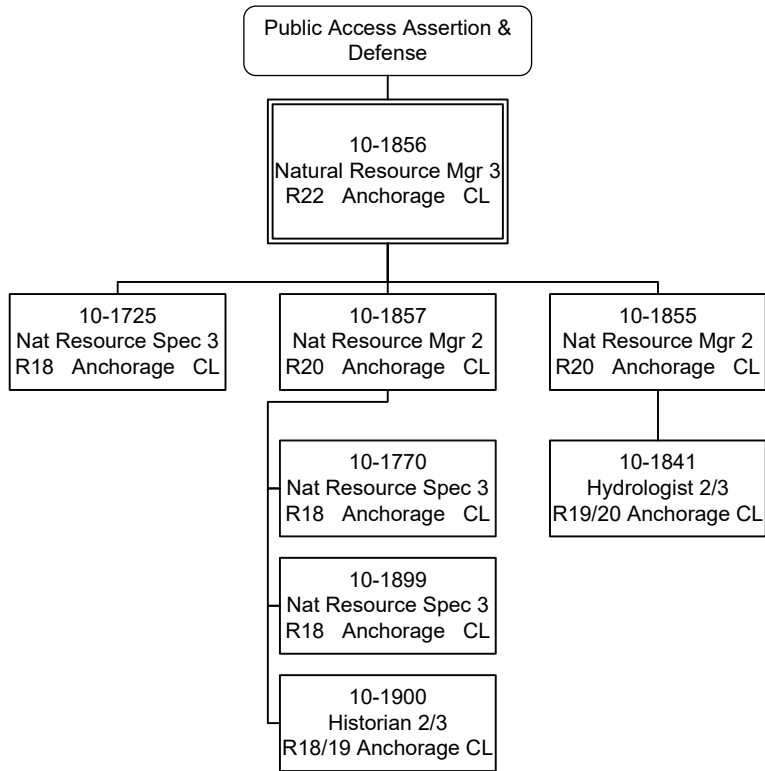 Public Access Assertion &
Defense
10-1856
Natural Resource Mgr 3
R22 Anchorage CL
10-1725
Nat Resource Spec 3
R18 Anchorage CL
10-1857
Nat Resource Mgr 2
R20 Anchorage CL
10-1855
Nat Resource Mgr 2
R20 Anchorage CL
10-1770
Nat Resource Spec 3
R18 Anchorage CL
10-1841
Hydrologist 2/3
R19/20 Anchorage CL
10-1899
Nat Resource Spec 3
R18 Anchorage CL
10-1900
Historian 2/3
R18/19 Anchorage CL